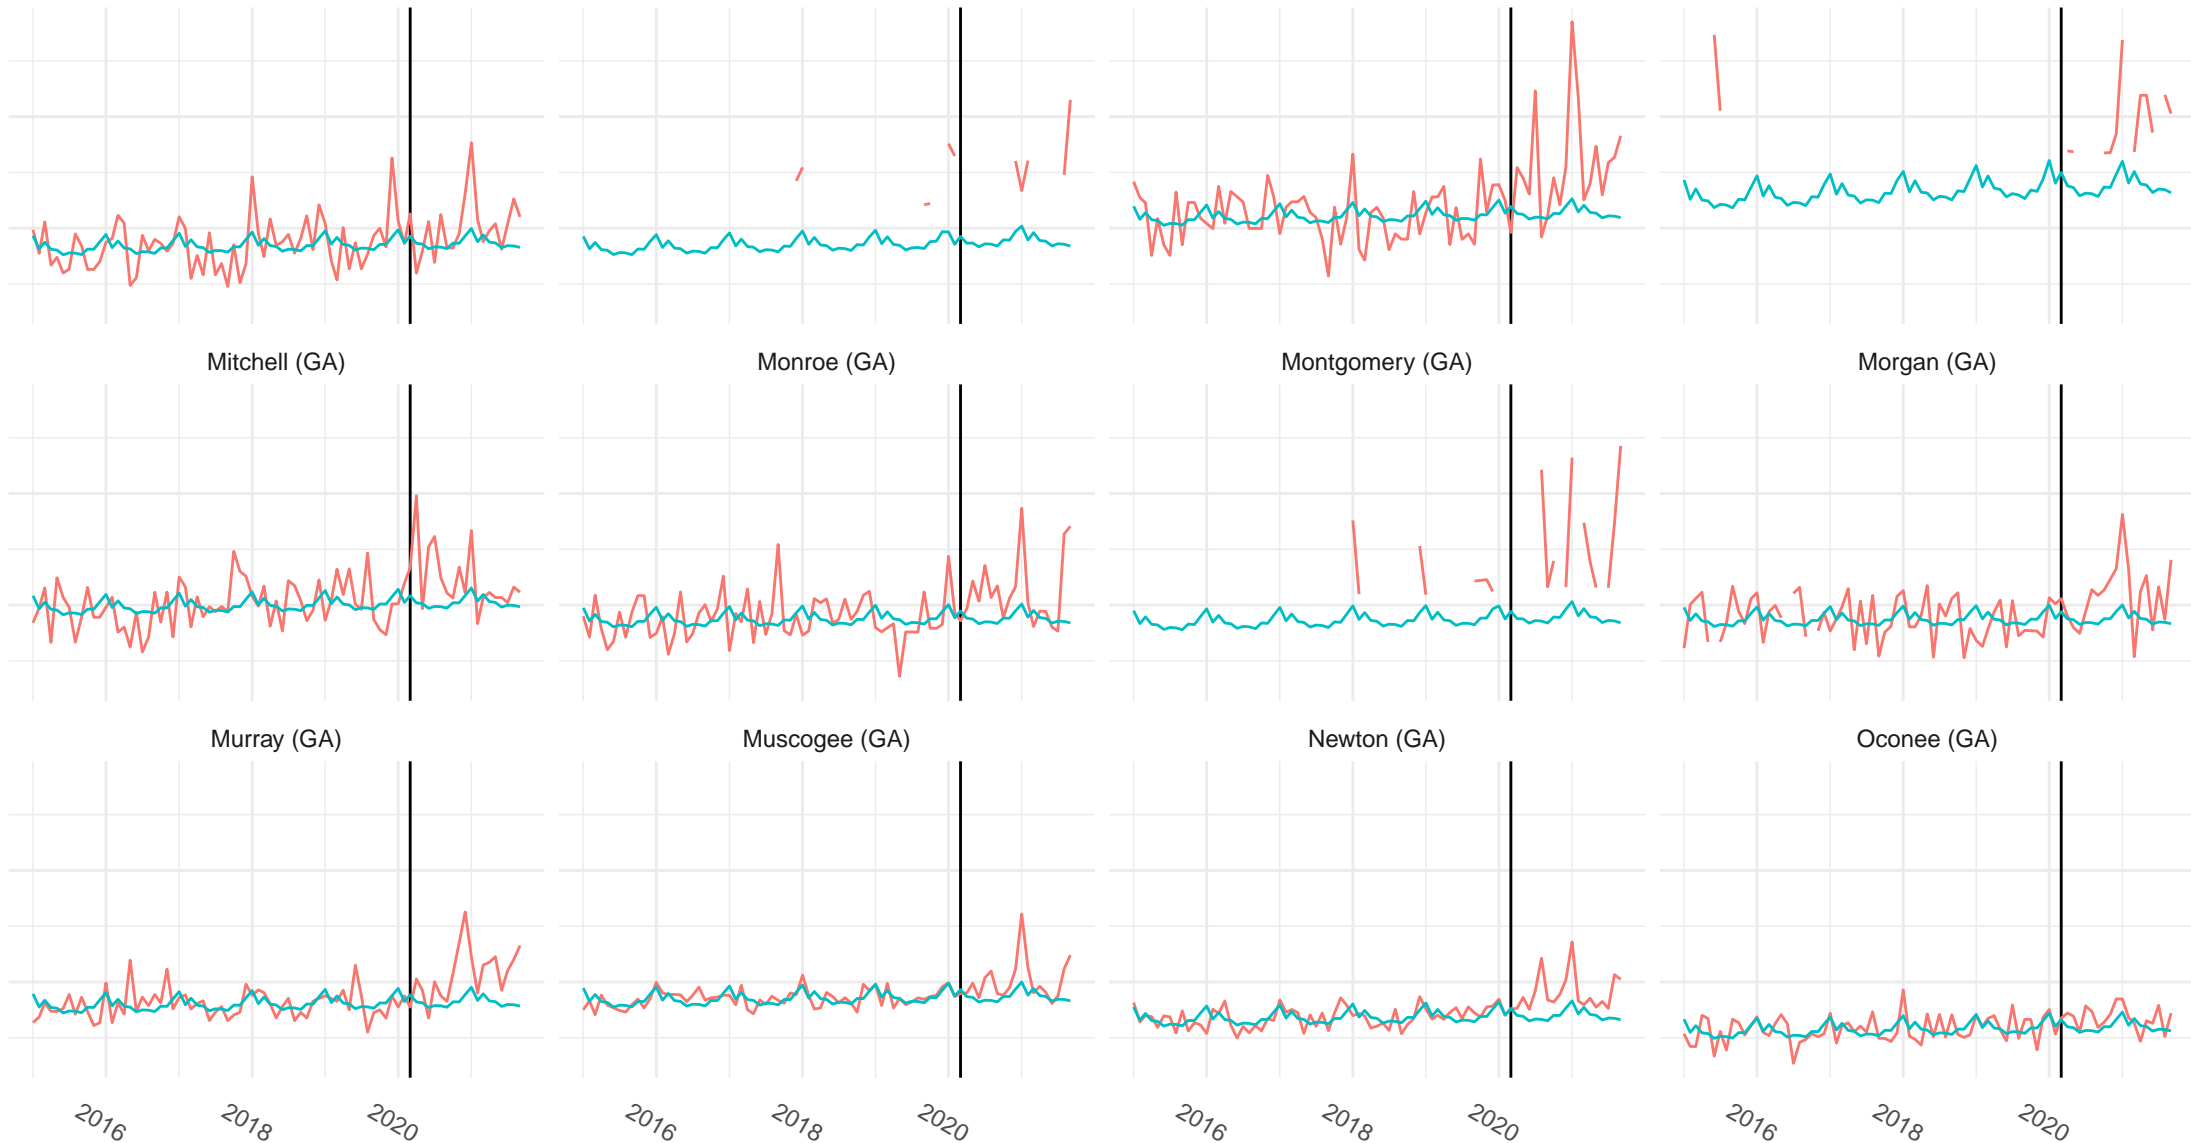 Mitchell (GA) Monroe (GA) Montgomery (GA) Morgan (GA)
Murray (GA) Muscogee (GA) Newton (GA) Oconee (GA)
2016 2018 2020 2016 2018 2020 2016 2018 2020 2016 2018 2020